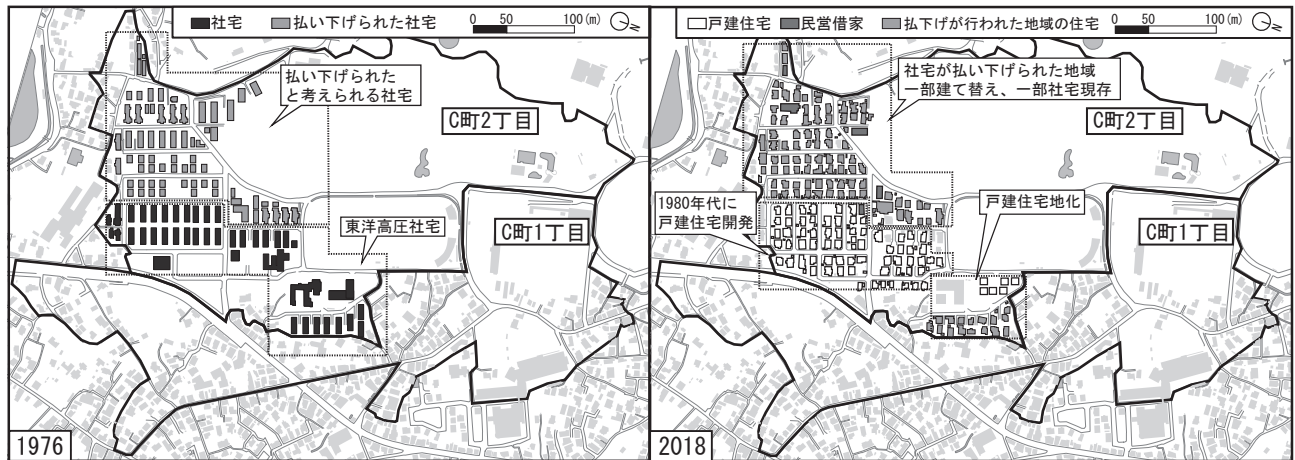 社宅 払い下げられた社宅 0 50 100(m) N
払い下げられた
と考えられる社宅
C町2丁目
C町1丁目
東洋高圧社宅
1976
戸建住宅 民営借家 払下げが行われた地域の住宅 0 50 100(m) N
社宅が払い下げられた地域
一部建て替え、一部社宅現存
C町2丁目
1980年代に
戸建住宅開発
戸建住宅地化
C町1丁目
2018